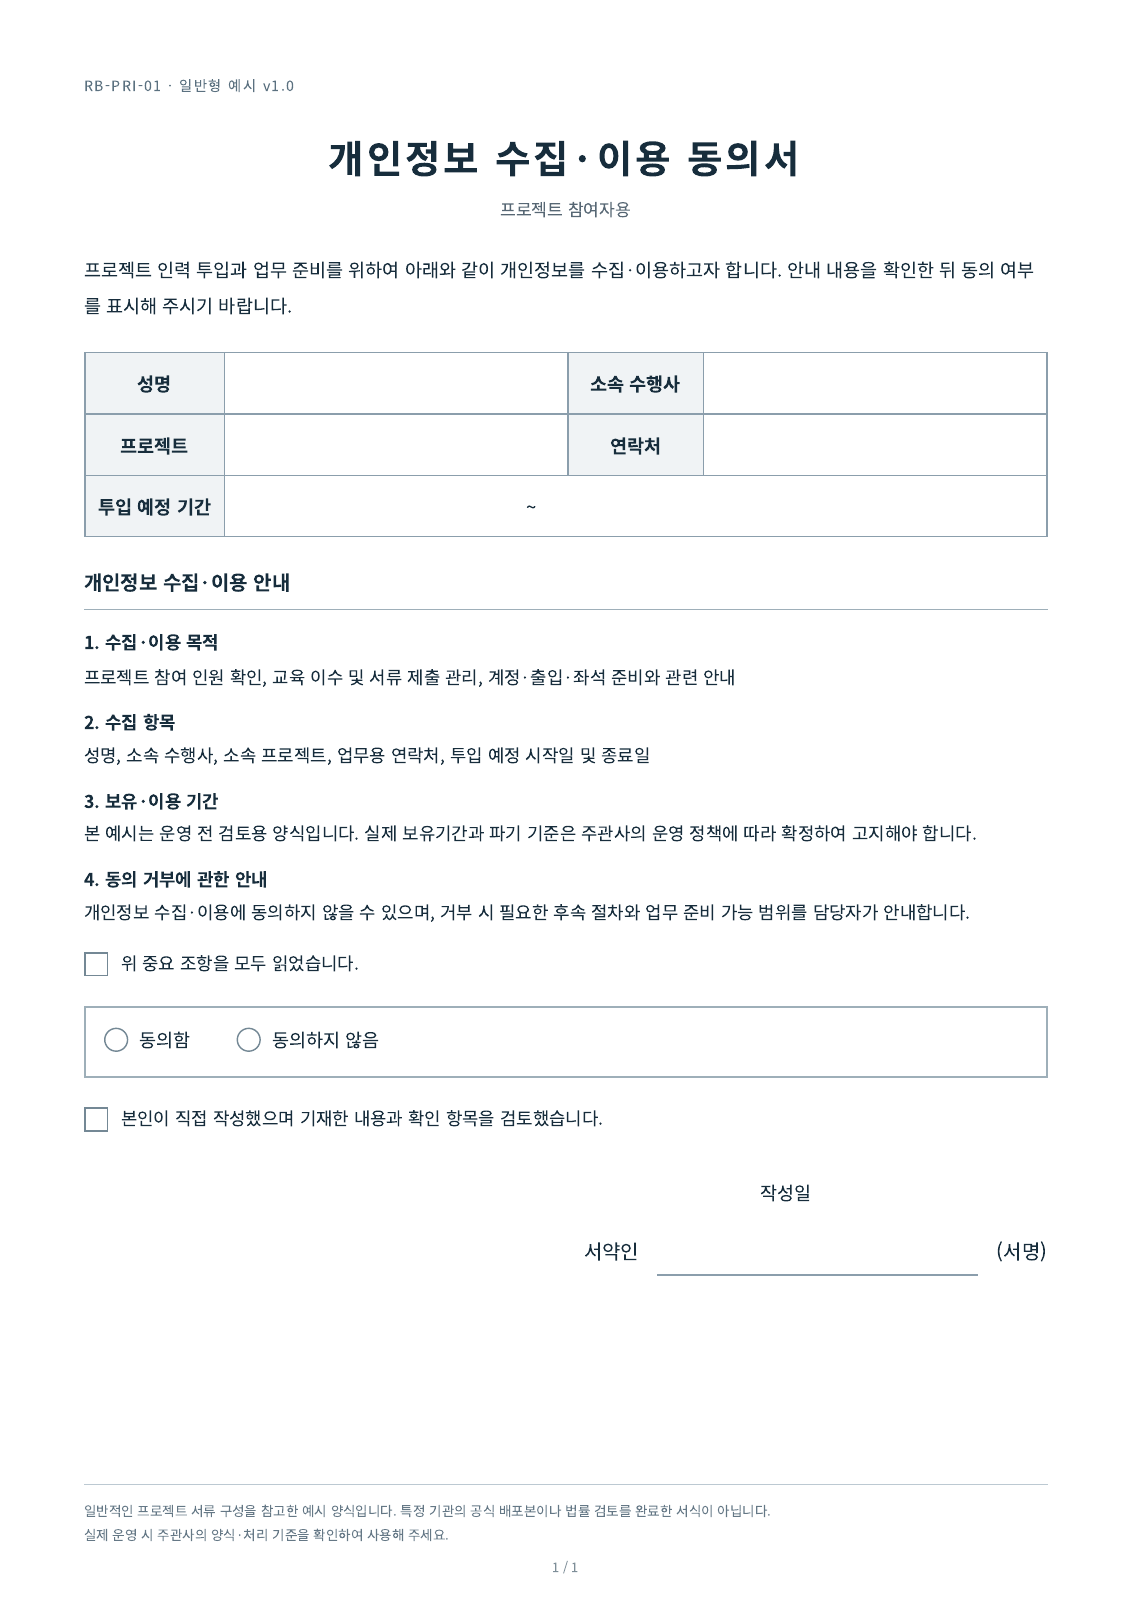 RB-PRI-01 · 일반형 예시 v1.0
개인정보 수집·이용 동의서
프로젝트 참여자용
프로젝트 인력 투입과 업무 준비를 위하여 아래와 같이 개인정보를 수집·이용하고자 합니다. 안내 내용을 확인한 뒤 동의 여부
를 표시해 주시기 바랍니다.
성명 소속 수행사
프로젝트 연락처
투입 예정 기간 ~
개인정보 수집·이용 안내
1. 수집·이용 목적
프로젝트 참여 인원 확인, 교육 이수 및 서류 제출 관리, 계정·출입·좌석 준비와 관련 안내
2. 수집 항목
성명, 소속 수행사, 소속 프로젝트, 업무용 연락처, 투입 예정 시작일 및 종료일
3. 보유·이용 기간
본 예시는 운영 전 검토용 양식입니다. 실제 보유기간과 파기 기준은 주관사의 운영 정책에 따라 확정하여 고지해야 합니다.
4. 동의 거부에 관한 안내
개인정보 수집·이용에 동의하지 않을 수 있으며, 거부 시 필요한 후속 절차와 업무 준비 가능 범위를 담당자가 안내합니다.
위 중요 조항을 모두 읽었습니다.
동의함 동의하지 않음
본인이 직접 작성했으며 기재한 내용과 확인 항목을 검토했습니다.
작성일
서약인 (서명)
일반적인 프로젝트 서류 구성을 참고한 예시 양식입니다. 특정 기관의 공식 배포본이나 법률 검토를 완료한 서식이 아닙니다.
실제 운영 시 주관사의 양식·처리 기준을 확인하여 사용해 주세요.
1 / 1